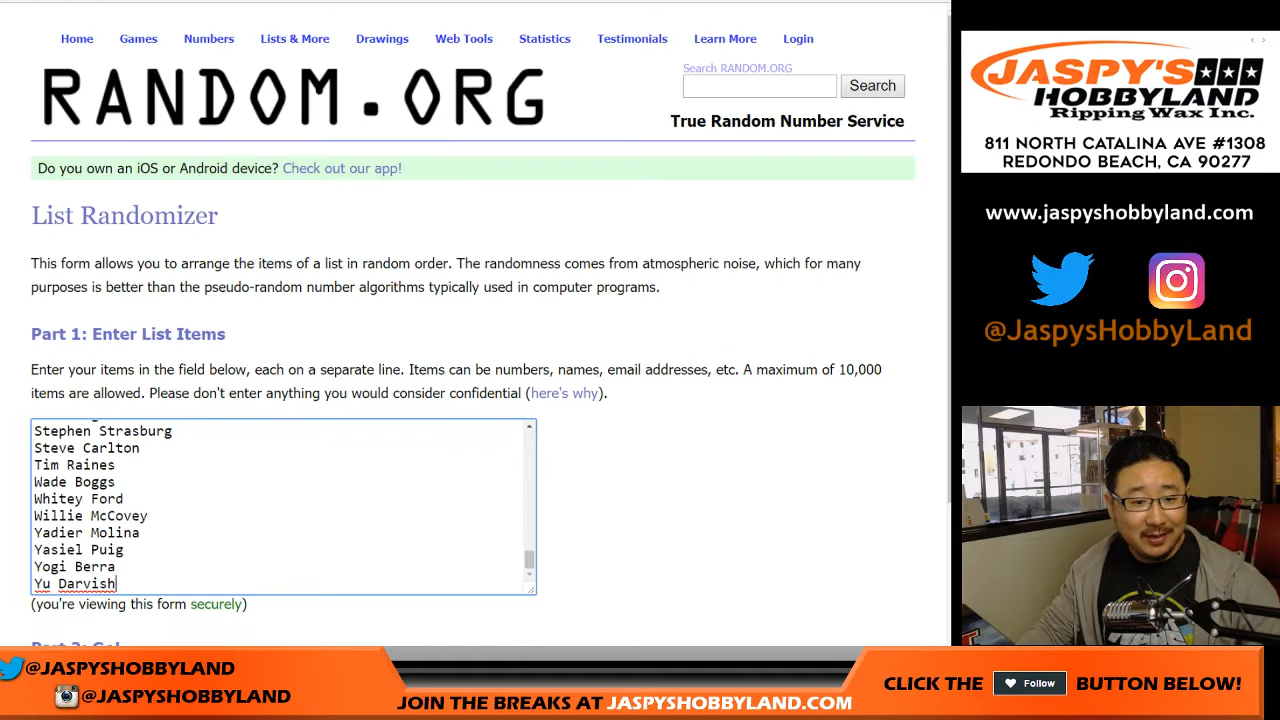 Home Games Numbers Lists & More Drawings Web Tools Statistics Testimonials Learn More Login
RANDOM.ORG
Search RANDOM.ORG
Search
True Random Number Service
Do you own an iOS or Android device? Check out our app!
List Randomizer
This form allows you to arrange the items of a list in random order. The randomness comes from atmospheric noise, which for many
purposes is better than the pseudo-random number algorithms typically used in computer programs.
Part 1: Enter List Items
Enter your items in the field below, each on a separate line. Items can be numbers, names, email addresses, etc. A maximum of 10,000
items are allowed. Please don't enter anything you would consider confidential (here's why).
Stephen Strasburg
Steve Carlton
Tim Raines
Wade Boggs
Whitey Ford
Willie McCovey
Yadier Molina
Yasiel Puig
Yogi Berra
Yu Darvish
(you're viewing this form securely)
JASPY'S
HOBBYLAND
Ripping Wax Inc.
811 NORTH CATALINA AVE #1308
REDONDO BEACH, CA 90277
www.jaspyshobbyland.com
@JaspysHobbyLand
@JASPYSHOBBYLAND
@JASPYSHOBBYLAND
JOIN THE BREAKS AT JASPYSHOBBYLAND.COM
CLICK THE Follow BUTTON BELOW!